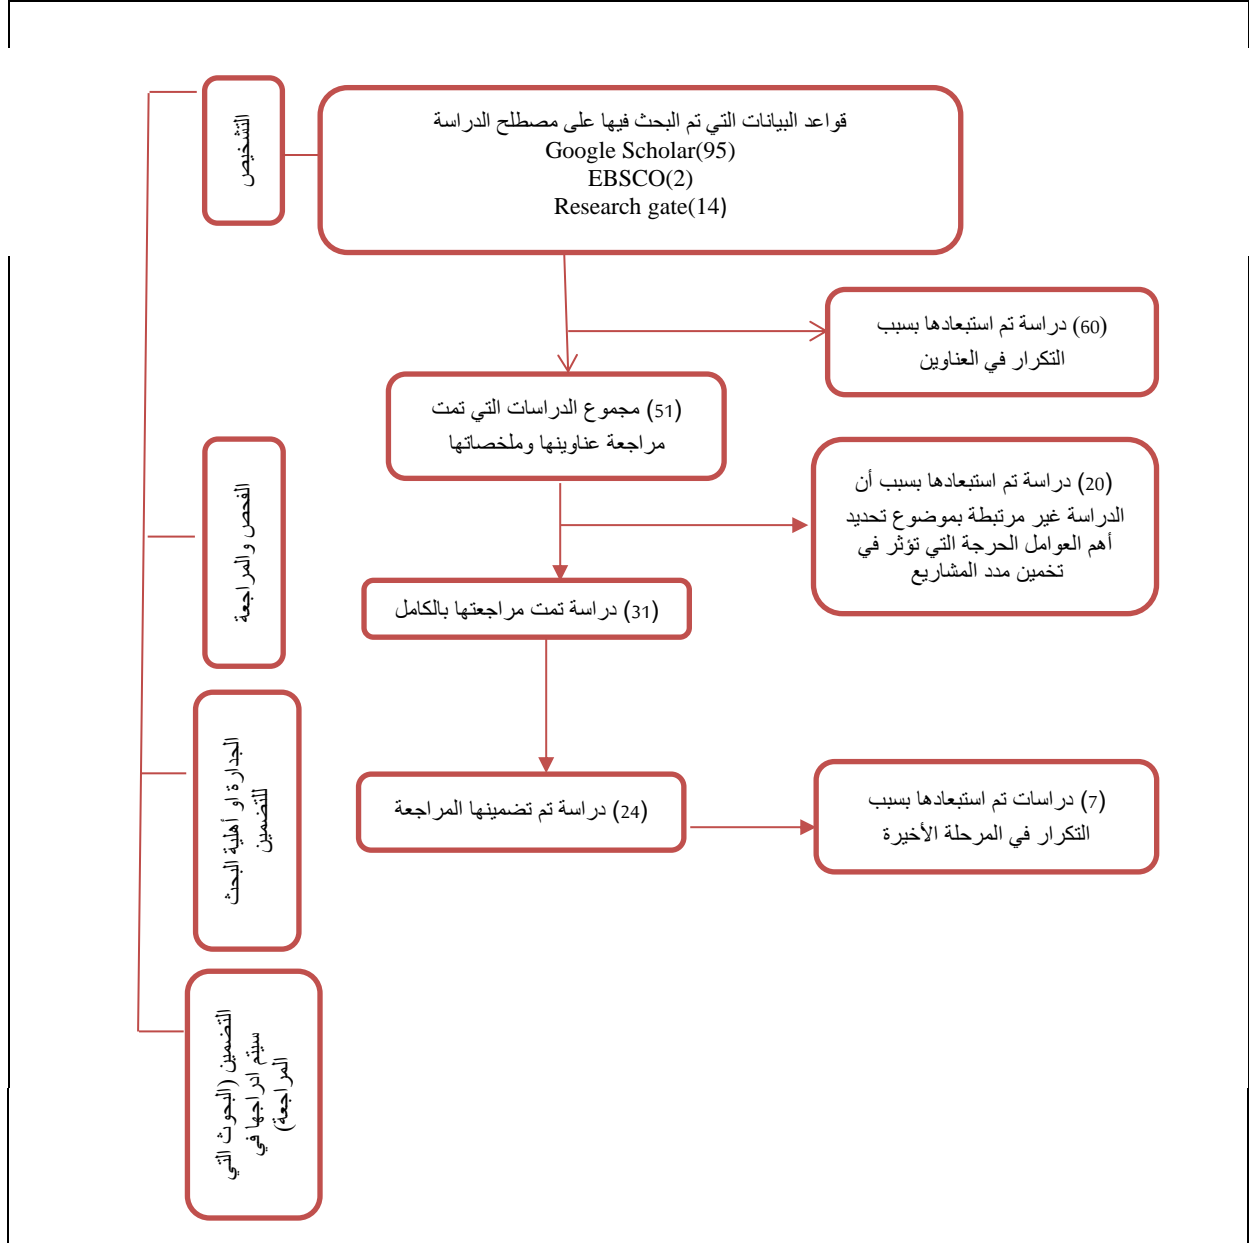 التشخيص
قواعد البيانات التي تم البحث فيها على مصطلح الدراسة
Google Scholar(95)
EBSCO(2)
Research gate(14)
(60) دراسة تم استبعادها بسبب
التكرار في العناوين
(51) مجموع الدراسات التي تمت
مراجعة عناوينها وملخصاتها
الفحص والمراجعة
(20) دراسة تم استبعادها بسبب أن
الدراسة غير مرتبطة بموضوع تحديد
أهم العوامل الحرجة التي تؤثر في
تخمين مدد المشاريع
(31) دراسة تمت مراجعتها بالكامل
الجدارة او أهلية البحث
للتضمين
(24) دراسة تم تضمينها المراجعة
(7) دراسات تم استبعادها بسبب
التكرار في المرحلة الأخيرة
التضمين (البحوث التي
سيتم ادراجها في
المراجعة)